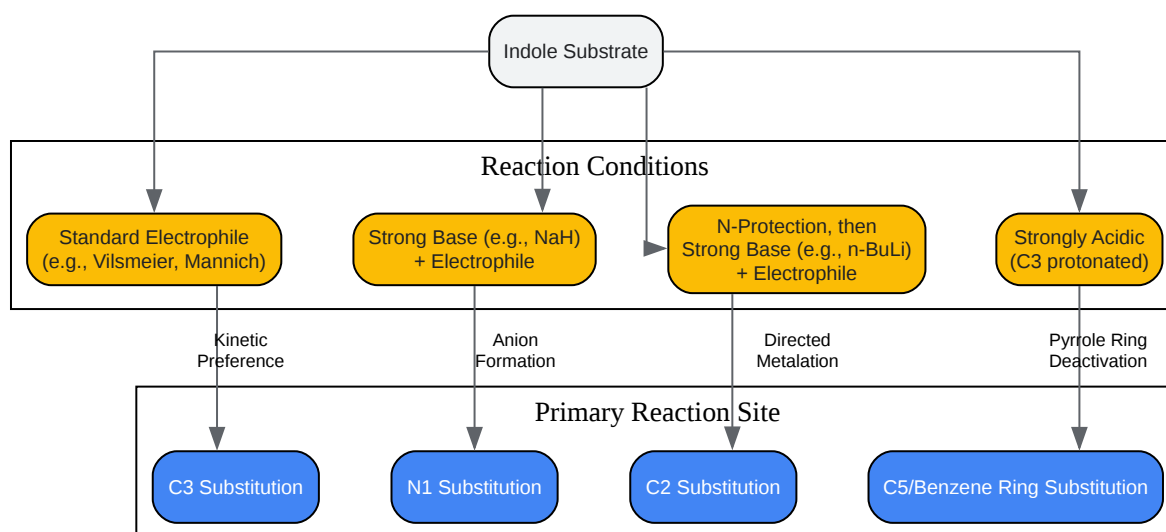 Indole Substrate
Reaction Conditions
Standard Electrophile
(e.g., Vilsmeier, Mannich)
Strong Base (e.g., NaH)
+ Electrophile
N-Protection, then
Strong Base (e.g., n-BuLi)
+ Electrophile
Strongly Acidic
(C3 protonated)
Kinetic
Preference
Anion
Formation
Directed
Metalation
Pyrrole Ring
Deactivation
Primary Reaction Site
C3 Substitution
N1 Substitution
C2 Substitution
C5/Benzene Ring Substitution